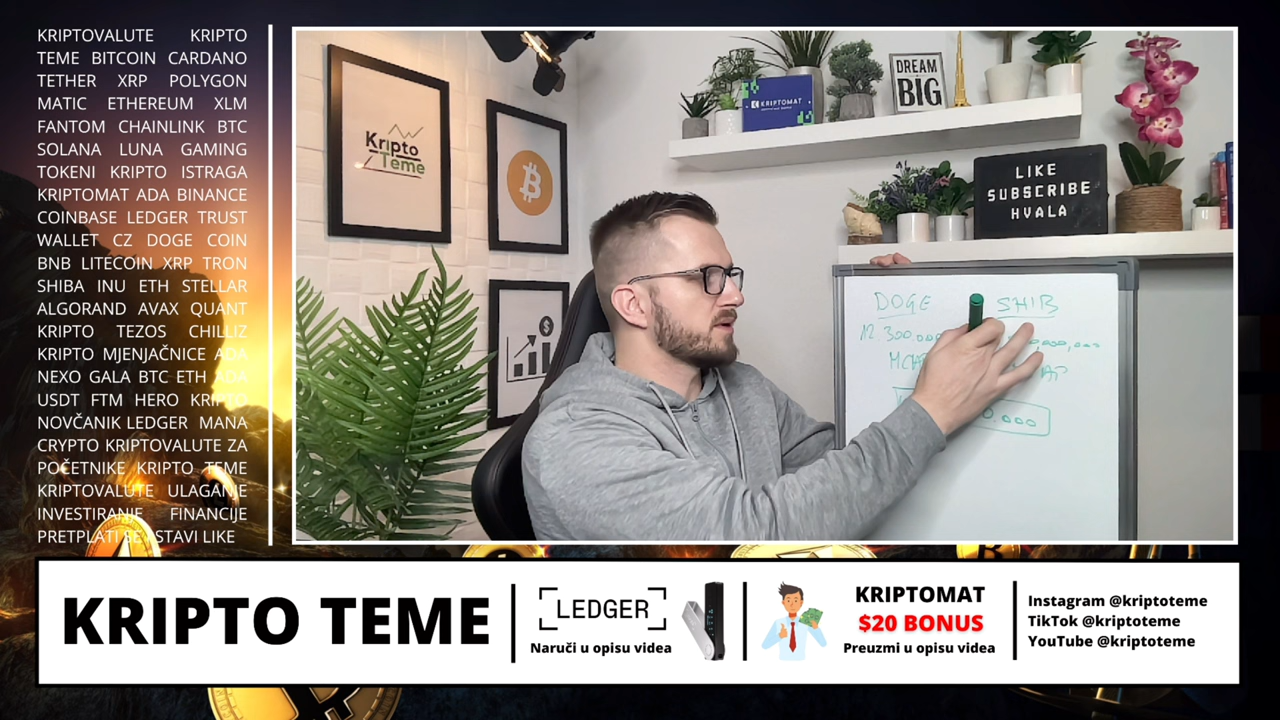 KRIPTOVALUTE KRIPTO
TEME BITCOIN CARDANO
TETHER XRP POLYGON
MATIC ETHEREUM XLM
FANTOM CHAINLINK BTC
SOLANA LUNA GAMING
TOKENI KRIPTO ISTRAGA
KRIPTOMAT ADA BINANCE
COINBASE LEDGER TRUST
WALLET CZ DOGE COIN
BNB LITECOIN XRP TRON
SHIBA INU ETH STELLAR
ALGORAND AVAX QUANT
KRIPTO TEZOS CHILLIZ
KRIPTO MJENJAČNICE ADA
NEXO GALA BTC ETH ADA
USDT FTM HERO KRIPTO
NOVČANIK LEDGER MANA
CRYPTO KRIPTOVALUTE ZA
POČETNIKE KRIPTO TEME
KRIPTOVALUTE ULAGANJE
INVESTIRANJE FINANCIJE
PRETPLATI SE I STAVI LIKE
Kripto
Teme
KRIPTOMAT
DREAM
BIG
LIKE
SUBSCRIBE
HVALA
DOGE SHIB
KRIPTO TEME
LEDGER
Naruči u opisu videa
KRIPTOMAT
$20 BONUS
Preuzmi u opisu videa
Instagram @kriptoteme
TikTok @kriptoteme
YouTube @kriptoteme